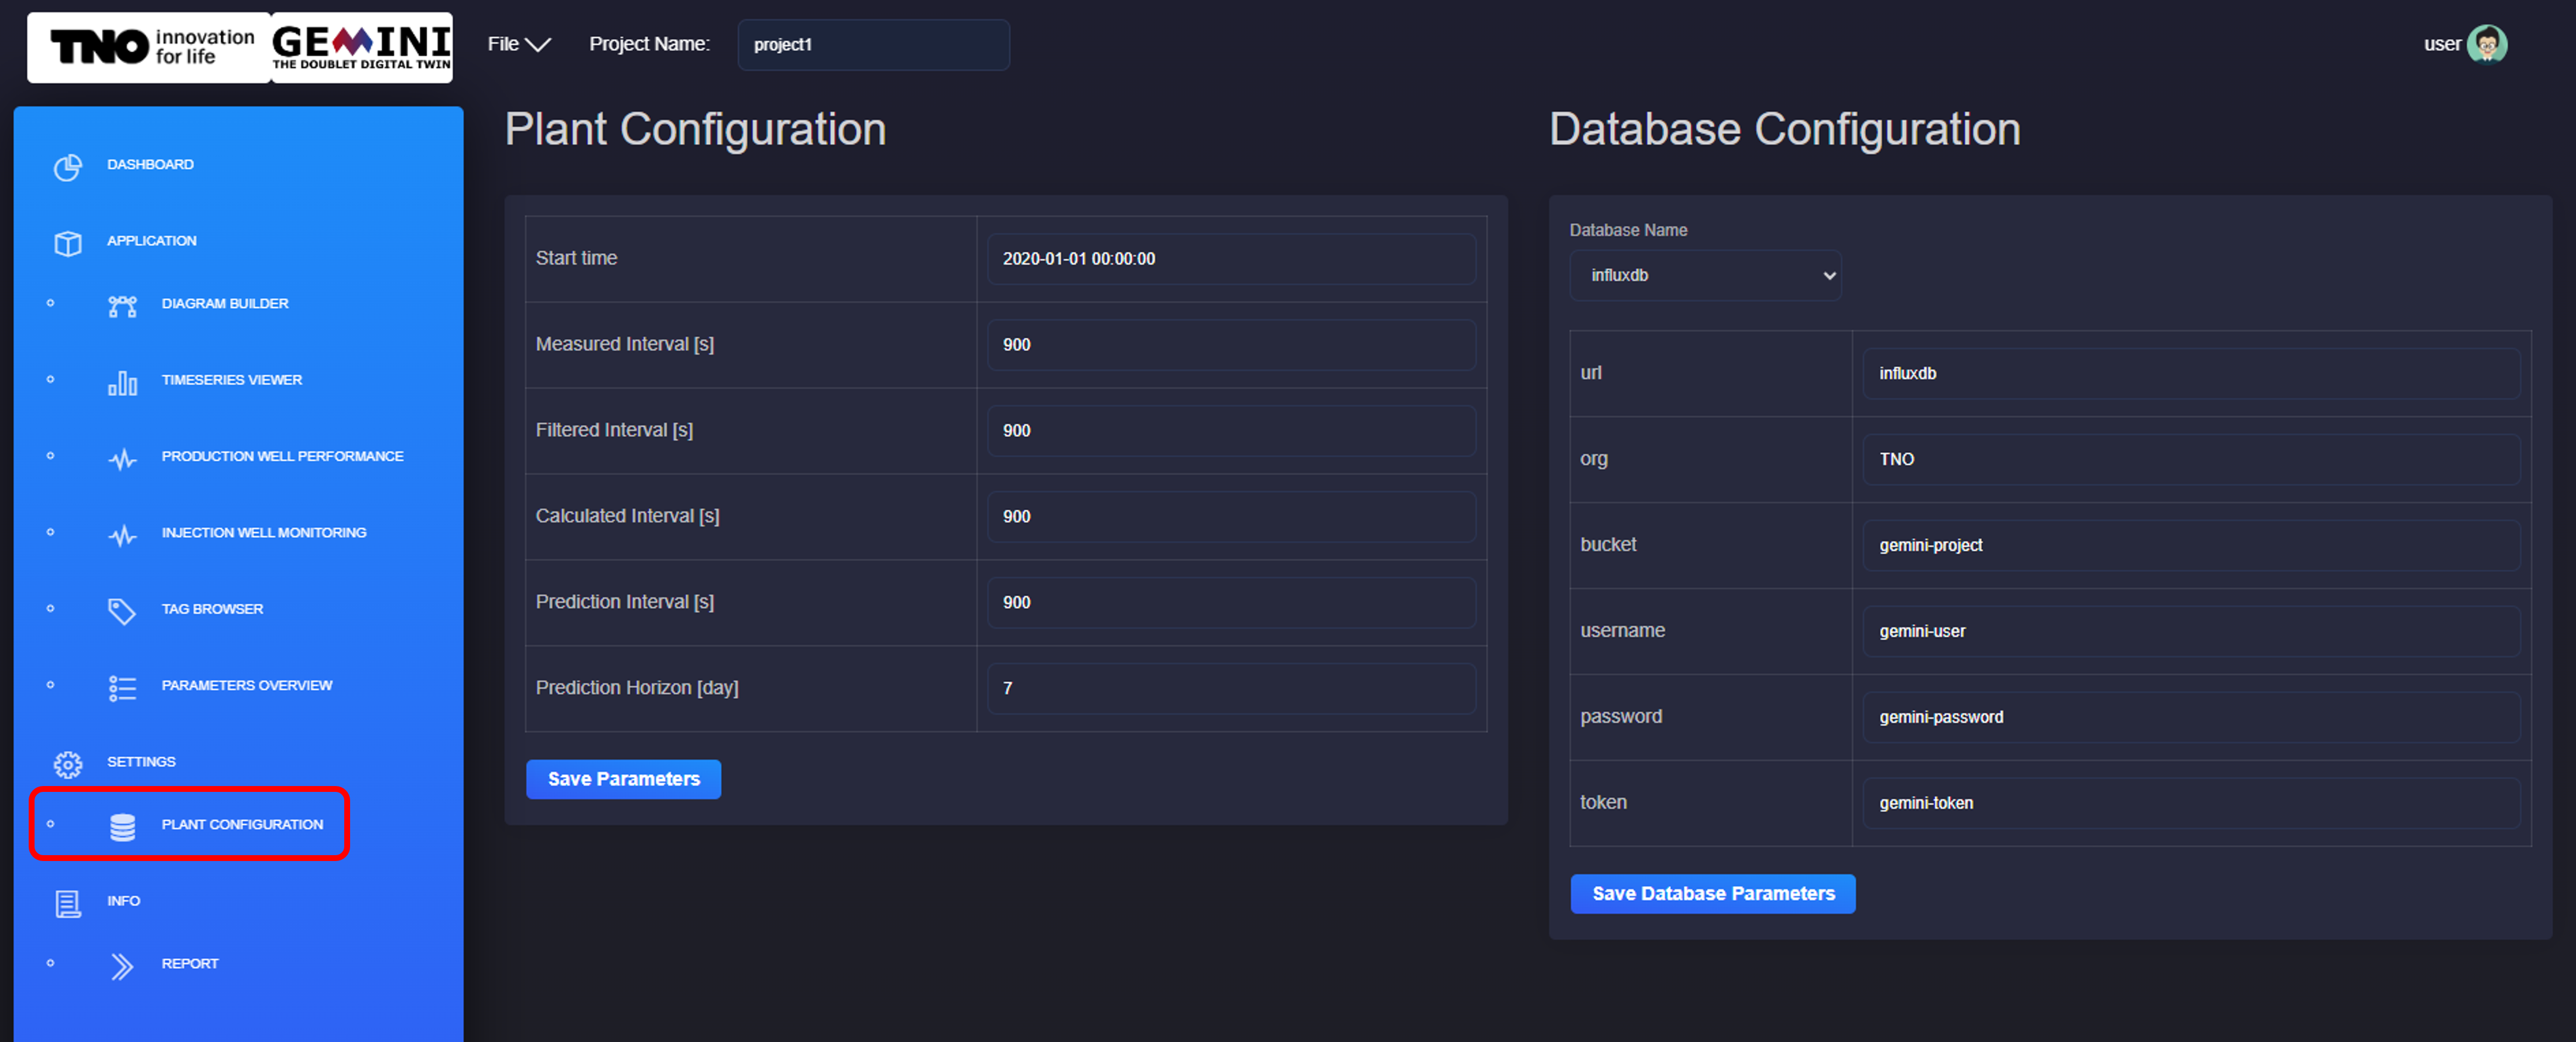 TNO innovation
for life
GEMINI
THE DOUBLET DIGITAL TWIN
File
Project Name:
project1
user
DASHBOARD
APPLICATION
DIAGRAM BUILDER
TIMESERIES VIEWER
PRODUCTION WELL PERFORMANCE
INJECTION WELL MONITORING
TAG BROWSER
PARAMETERS OVERVIEW
SETTINGS
PLANT CONFIGURATION
INFO
REPORT
Plant Configuration
Start time 2020-01-01 00:00:00
Measured Interval [s] 900
Filtered Interval [s] 900
Calculated Interval [s] 900
Prediction Interval [s] 900
Prediction Horizon [day] 7
Save Parameters
Database Configuration
Database Name
influxdb
url influxdb
org TNO
bucket gemini-project
username gemini-user
password gemini-password
token gemini-token
Save Database Parameters